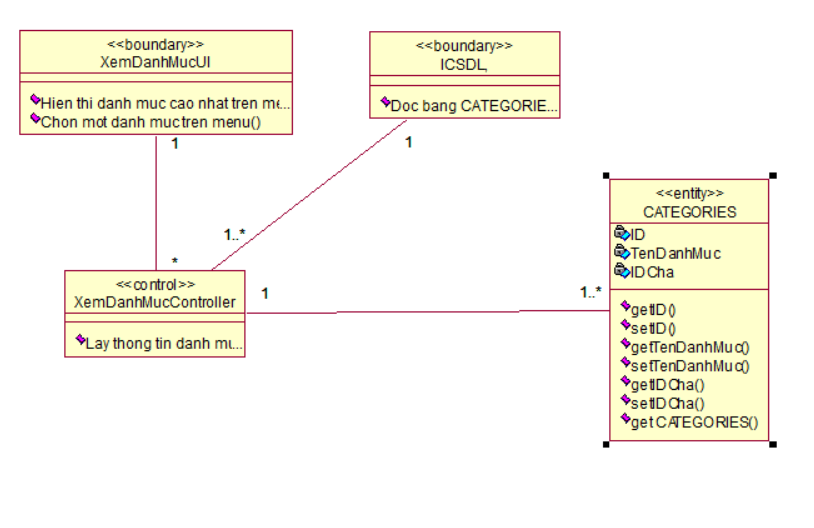 <<boundary>>
XemDanhMucUI
Hien thi danh muc cao nhat tren me...
Chon mot danh muc tren menu()
1
<<boundary>>
ICSDL,
Doc bang CATEGORIE...
1
1..*
*
<<control>>
XemDanhMucController
Lay thong tin danh mu...
1
1..*
<<entity>>
CATEGORIES
ID
TenDanhMuc
IDCha
getID()
setID()
getTenDanhMuc()
setTenDanhMuc()
getIDCha()
setIDCha()
getCATEGORIES()